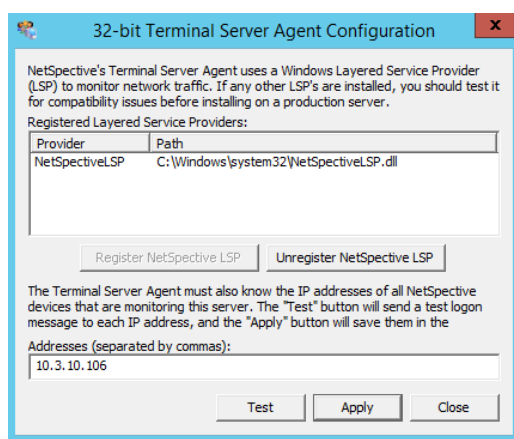 32-bit Terminal Server Agent Configuration
x
NetSpective's Terminal Server Agent uses a Windows Layered Service Provider
(LSP) to monitor network traffic. If any other LSP's are installed, you should test it
for compatibility issues before installing on a production server.
Registered Layered Service Providers:
Provider Path
NetSpectiveLSP C:\Windows\system32\NetSpectiveLSP.dll
Register NetSpective LSP Unregister NetSpective LSP
The Terminal Server Agent must also know the IP addresses of all NetSpective
devices that are monitoring this server. The "Test" button will send a test logon
message to each IP address, and the "Apply" button will save them in the
Addresses (separated by commas):
10.3.10.106
Test Apply Close